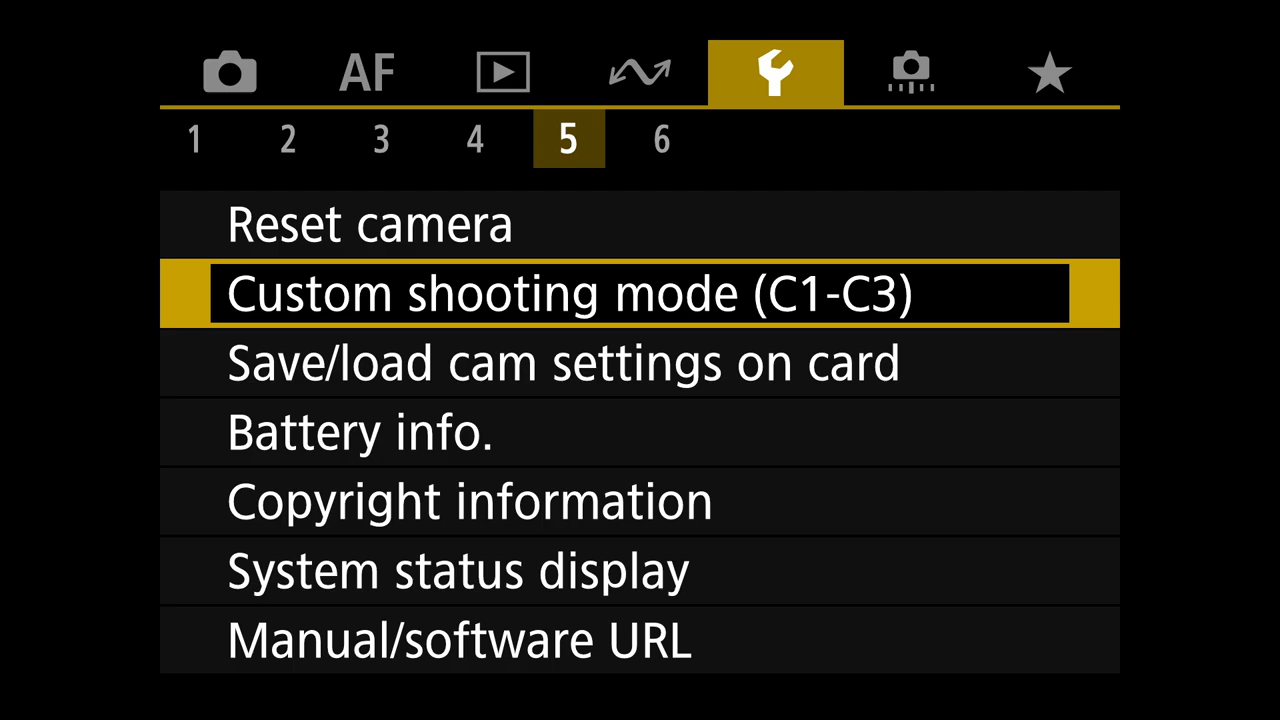 AF
1 2 3 4 5 6
Reset camera
Custom shooting mode (C1-C3)
Save/load cam settings on card
Battery info.
Copyright information
System status display
Manual/software URL